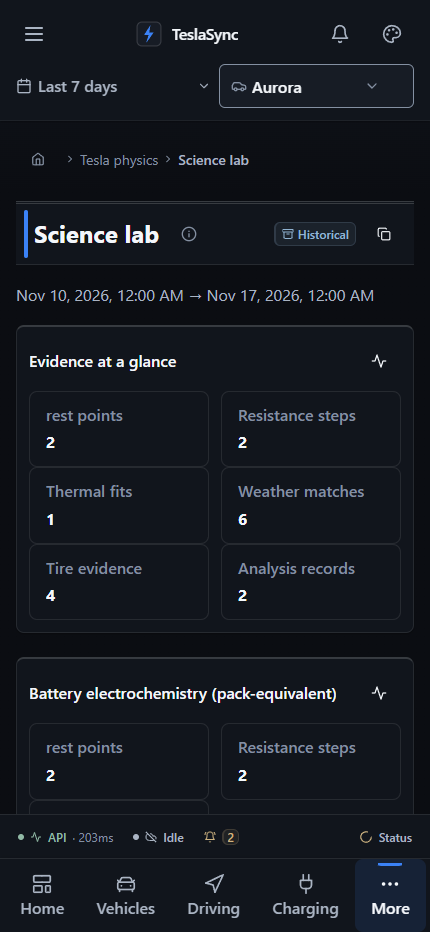 TeslaSync
Last 7 days
Aurora
Tesla physics
Science lab
Science lab
Historical
Nov 10, 2026, 12:00 AM → Nov 17, 2026, 12:00 AM
Evidence at a glance
rest points
2
Resistance steps
2
Thermal fits
1
Weather matches
6
Tire evidence
4
Analysis records
2
Battery electrochemistry (pack-equivalent)
rest points
2
Resistance steps
2
API · 203ms
Idle
2
Status
Home
Vehicles
Driving
Charging
More